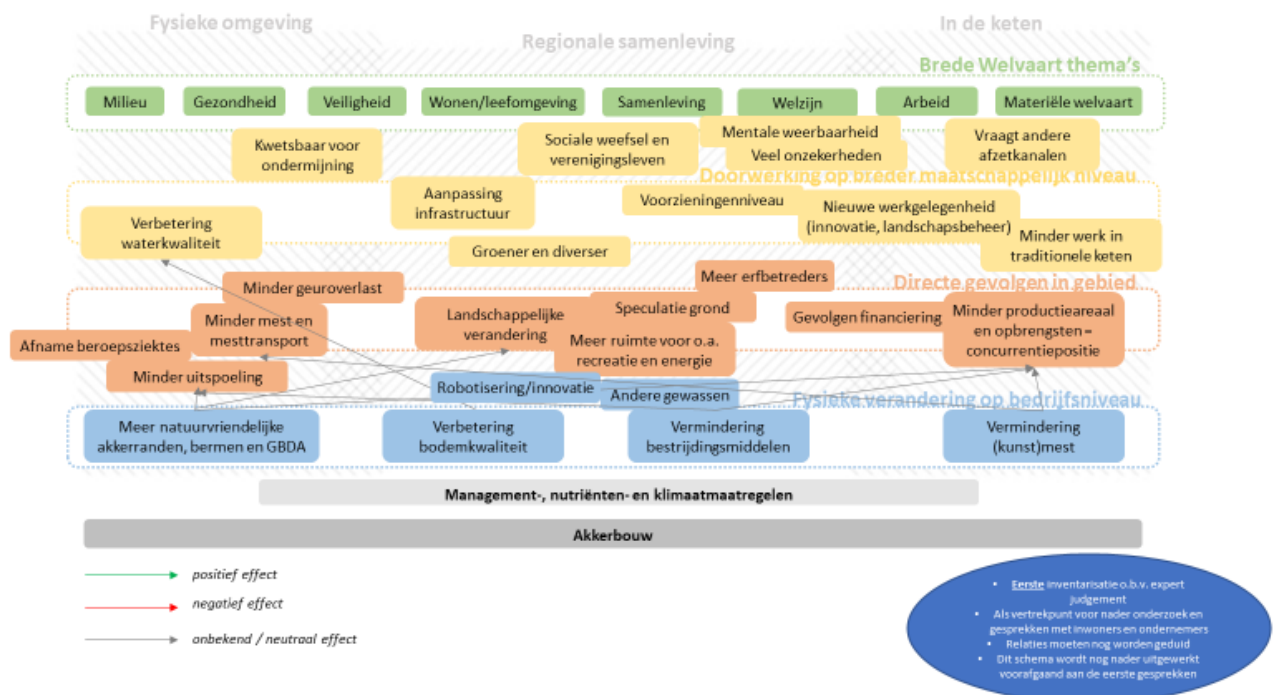 Fysieke omgeving
Regionale samenleving
In de keten
Brede Welvaart thema's
Milieu
Gezondheid
Veiligheid
Wonen/leefomgeving
Samenleving
Welzijn
Arbeid
Materiële welvaart
Kwetsbaar voor
ondermijning
Sociale weefsel en
verenigingsleven
Mentale weerbaarheid
Veel onzekerheden
Vraagt andere
afzetkanalen
Doorwerking op breder maatschappelijk niveau
Aanpassing
infrastructuur
Voorzieningenniveau
Nieuwe werkgelegenheid
(innovatie, landschapsbeheer)
Verbetering
waterkwaliteit
Groener en diverser
Minder werk in
traditionele keten
Meer erfbetreders
Directe gevolgen in gebied
Minder geuroverlast
Minder mest en
mesttransport
Landschappelijke
verandering
Speculatie grond
Gevolgen financiering
Minder productieareaal
en opbrengsten =
concurrentiepositie
Afname beroepsziektes
Meer ruimte voor o.a.
recreatie en energie
Minder uitspoeling
Robotisering/innovatie
Andere gewassen
Fysieke verandering op bedrijfsniveau
Meer natuurvriendelijke
akkerranden, bermen en GBDA
Verbetering
bodemkwaliteit
Vermindering
bestrijdingsmiddelen
Vermindering
(kunst)mest
Management-, nutriënten- en klimaatmaatregelen
Akkerbouw
positief effect
negatief effect
onbekend / neutraal effect
• Eerste inventarisatie o.b.v. expert
judgement
• Als vertrekpunt voor nader onderzoek en
gesprekken met inwoners en ondernemers
• Relaties moeten nog worden geduid
• Dit schema wordt nog nader uitgewerkt
voorafgaand aan de eerste gesprekken